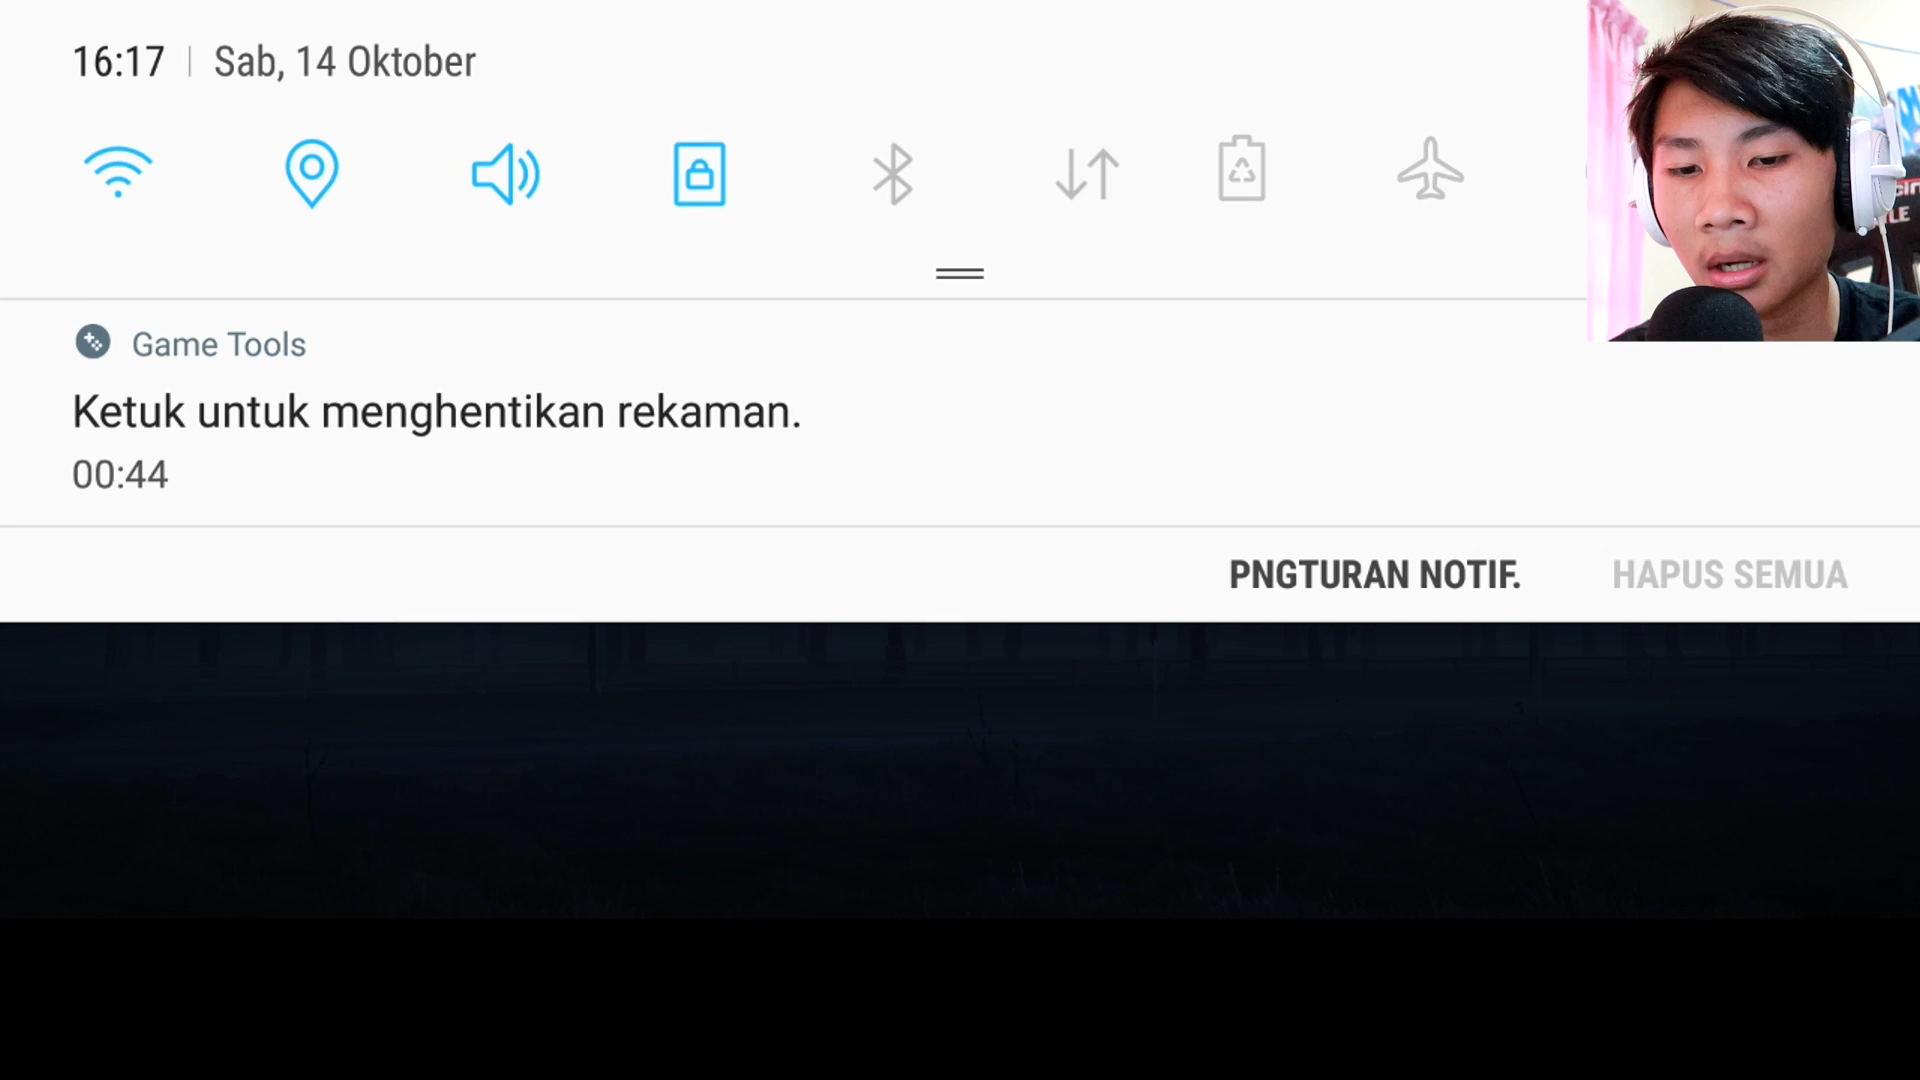 16:17 | Sab, 14 Oktober
Game Tools
Ketuk untuk menghentikan rekaman.
00:44
PNGTURAN NOTIF.
HAPUS SEMUA